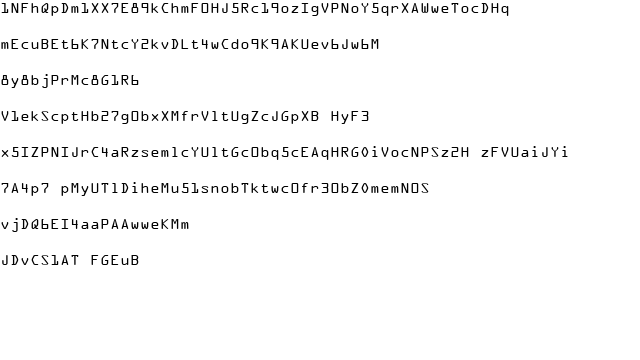 1NFhQpDm1XX7E89kChmF0HJ5Rc19ozIgVPNoY5qrXAWweTocDHq
mEcuBEt6K7NtcY2kvDLt4wCdo9K9AKUev6Jw6M
8y8bjPrMc8G1R6
V1ekScptHb27g0bxXMfrV1tUgZcJGpXB HyF3
x5IZPNIJrC4aRzsem1cYU1tGc0bq5cEAqHRG0iVocNPSz2H zFVUaiJYi
7A4p7 pMyUT1DiheMu51snobTktwc0fr30bZ0memN0S
vjDQ6EI4aaPAAwweKMm
JDvCS1AT FGEuB